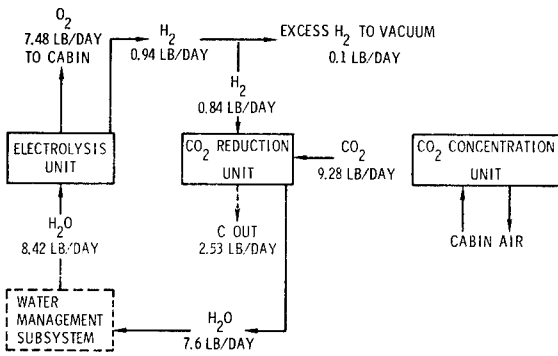 O2
7.48 LB/DAY
TO CABIN
H2
0.94 LB/DAY
EXCESS H2 TO VACUUM
0.1 LB/DAY
H2
0.84 LB/DAY
ELECTROLYSIS
UNIT
CO2 REDUCTION
UNIT
CO2
9.28 LB/DAY
CO2 CONCENTRATION
UNIT
H2O
8.42 LB/DAY
C OUT
2.53 LB/DAY
CABIN AIR
WATER
MANAGEMENT
SUBSYSTEM
H2O
7.6 LB/DAY